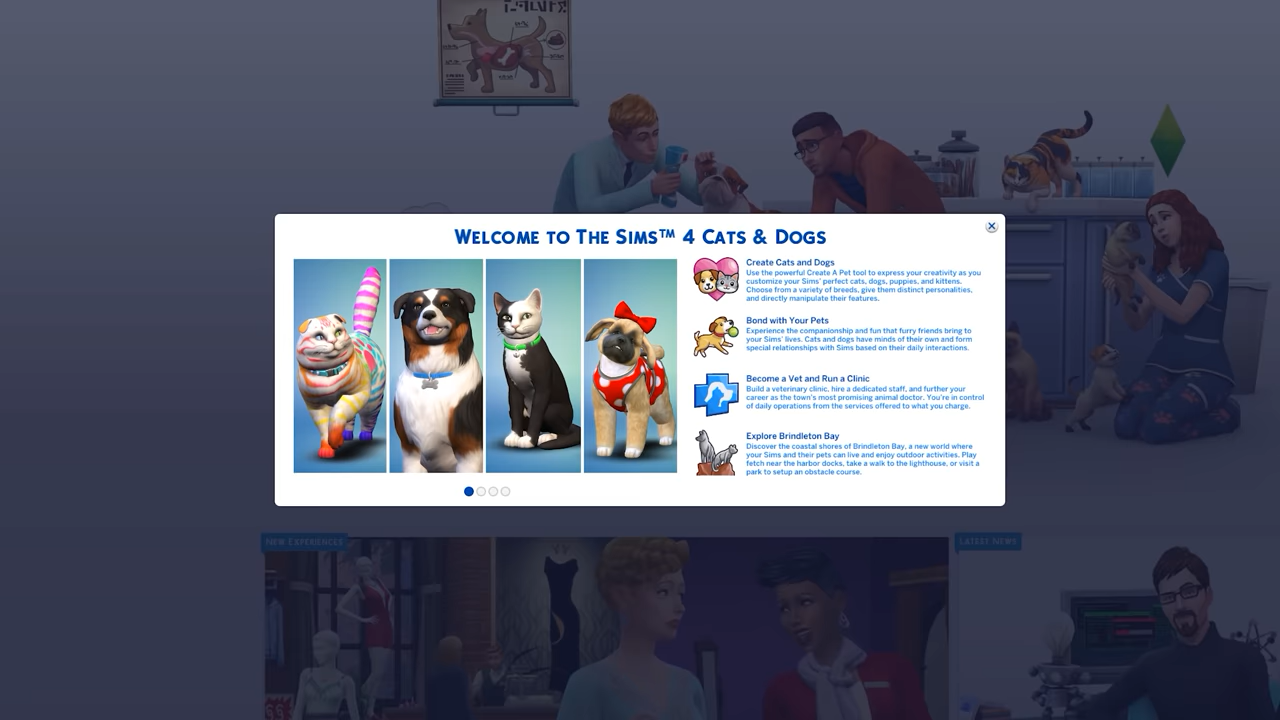 WELCOME TO THE SIMS™ 4 CATS & DOGS
Create Cats and Dogs
Use the powerful Create A Pet tool to express your creativity as you
customize your Sims' perfect cats, dogs, puppies, and kittens.
Choose from a variety of breeds, give them distinct personalities,
and directly manipulate their features.
Bond with Your Pets
Experience the companionship and fun that furry friends bring to
your Sims' lives. Cats and dogs have minds of their own and form
special relationships with Sims based on their daily interactions.
Become a Vet and Run a Clinic
Build a veterinary clinic, hire a dedicated staff, and further your
career as the town's most promising animal doctor. You're in control
of daily operations from the services offered to what you charge.
Explore Brindleton Bay
Discover the coastal shores of Brindleton Bay, a new world where
your Sims and their pets can live and enjoy outdoor activities. Play
fetch near the harbor docks, take a walk to the lighthouse, or visit a
park to setup an obstacle course.
NEW EXPERIENCES
LATEST NEWS